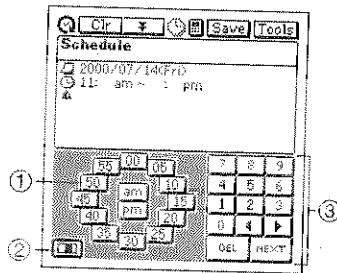 Clr Save Tools
Schedule
2000/07/14(Fri)
11: am ~ : pm
55 00 05
50 10
45 am 15
40 pm 20
35 30 25
7 8 9
4 5 6
1 2 3
0
DEL NEXT
①
②
③